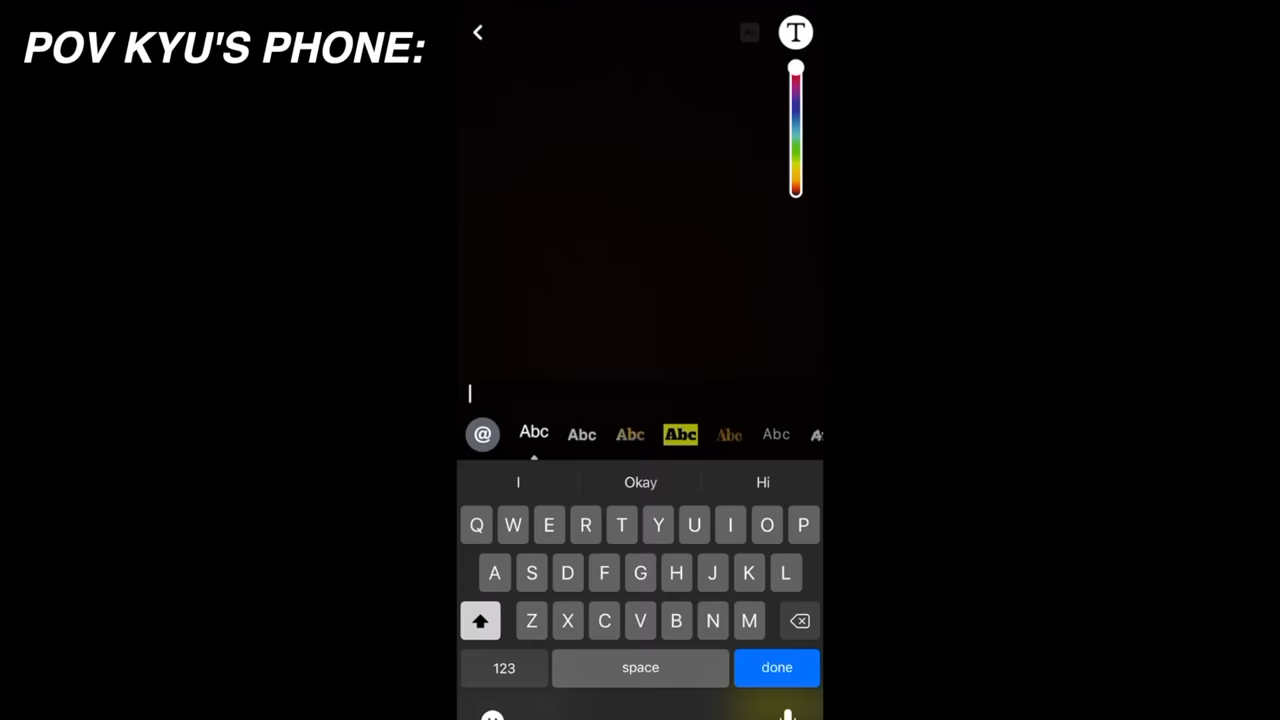 POV KYU'S PHONE:
T
@ Abc Abc Abc Abc Abc Abc
I Okay Hi
Q W E R T Y U I O P
A S D F G H J K L
Z X C V B N M
123 space done